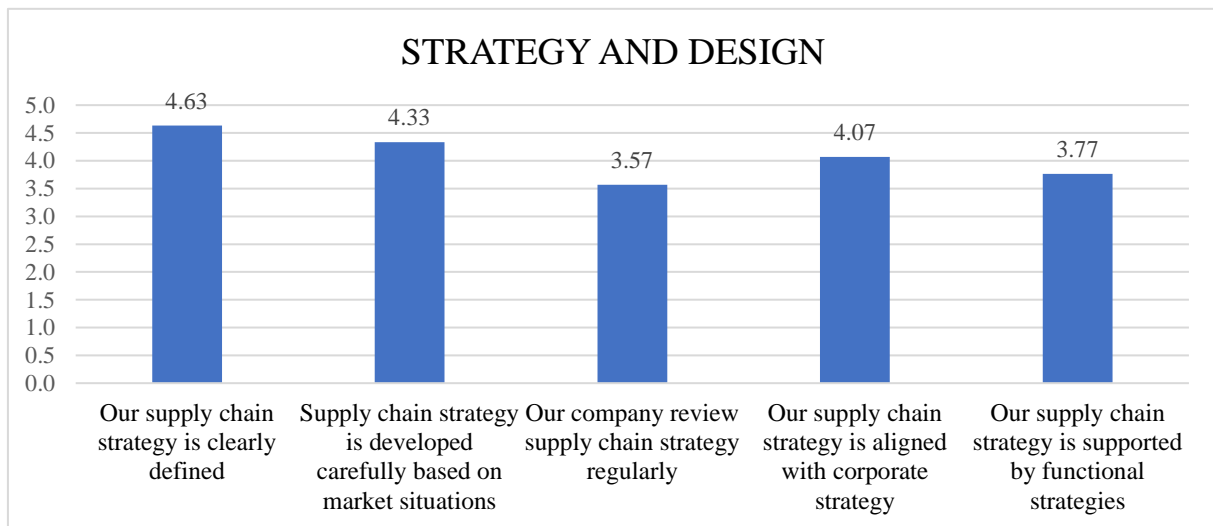 STRATEGY AND DESIGN
5.0
4.5
4.0
3.5
3.0
2.5
2.0
1.5
1.0
0.5
0.0
4.63
4.33
3.57
4.07
3.77
Our supply chain
strategy is clearly
defined
Supply chain strategy
is developed
carefully based on
market situations
Our company review
supply chain strategy
regularly
Our supply chain
strategy is aligned
with corporate
strategy
Our supply chain
strategy is supported
by functional
strategies